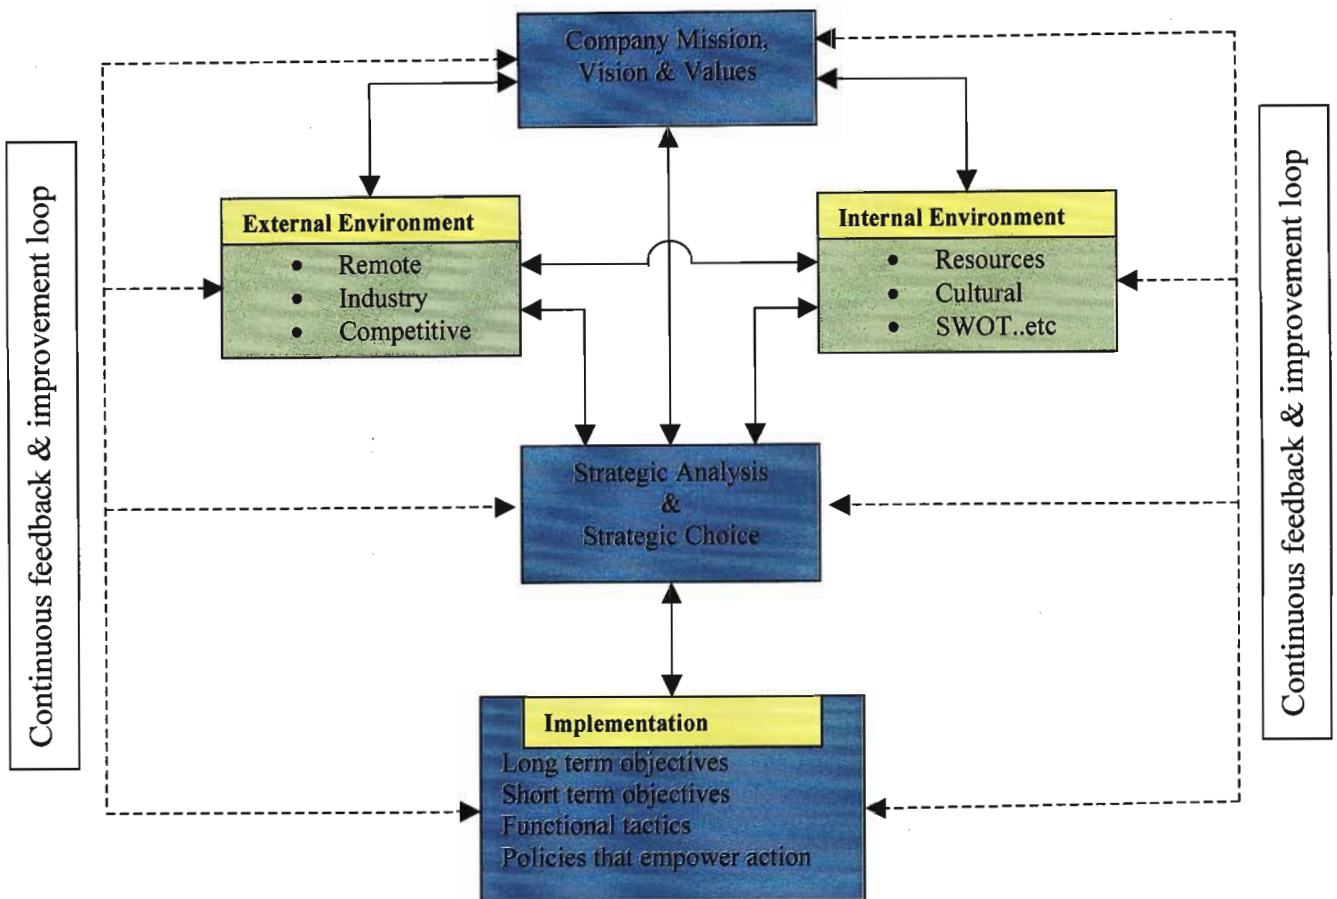 Company Mission,
Vision & Values
Continuous feedback & improvement loop
External Environment
• Remote
• Industry
• Competitive
Internal Environment
• Resources
• Cultural
• SWOT..etc
Continuous feedback & improvement loop
Strategic Analysis
&
Strategic Choice
Implementation
Long term objectives
Short term objectives
Functional tactics
Policies that empower action